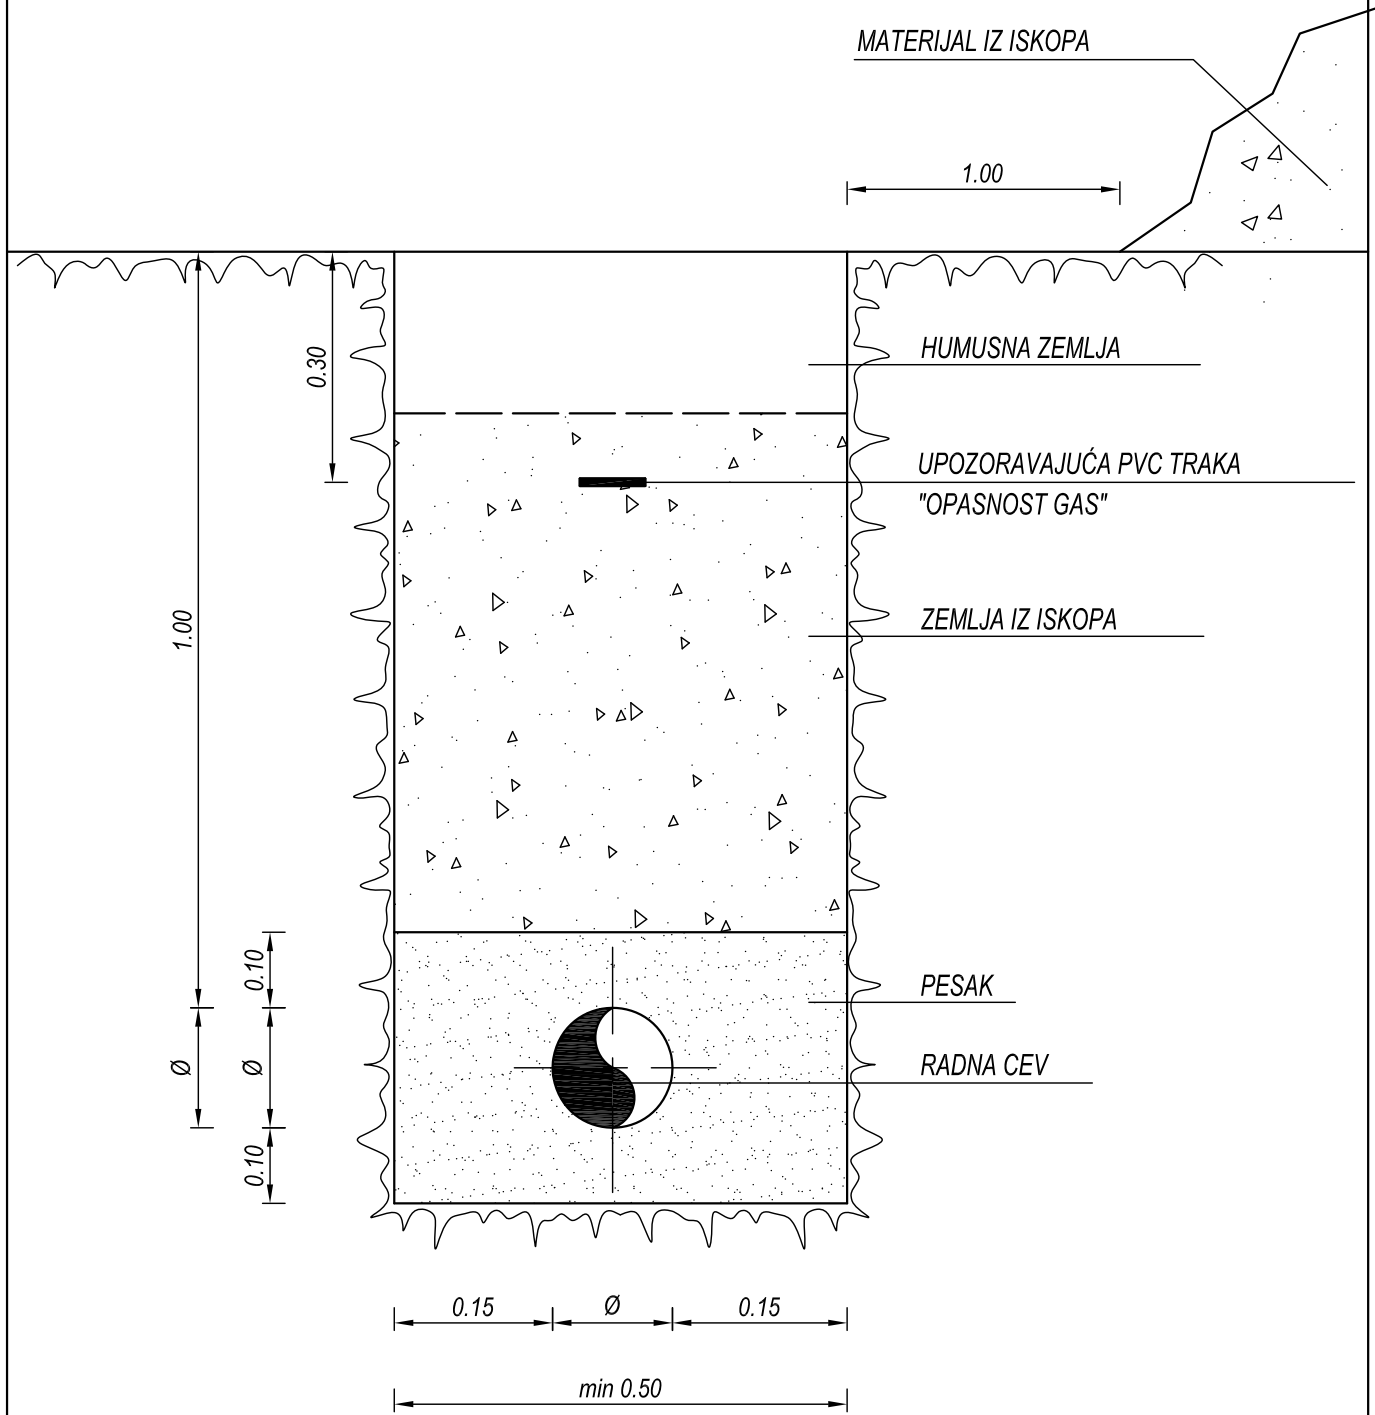 MATERIJAL IZ ISKOPA
1.00
0.30
HUMUSNA ZEMLJA
UPOZORAVAJUĆA PVC TRAKA
"OPASNOST GAS"
1.00
ZEMLJA IZ ISKOPA
0.10
PESAK
Ø
Ø
RADNA CEV
0.10
0.15
Ø
0.15
min 0.50